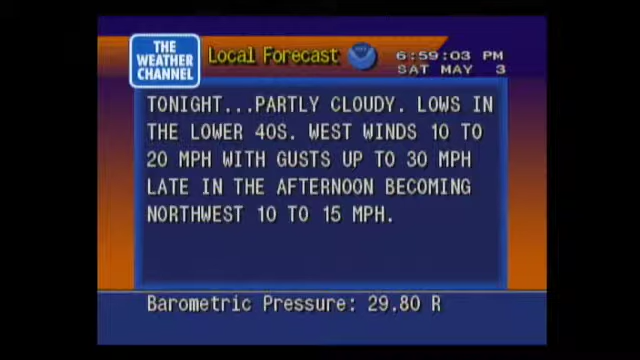 THE
WEATHER
CHANNEL
Local Forecast
6:59:03 PM
SAT MAY 3
TONIGHT...PARTLY CLOUDY. LOWS IN
THE LOWER 40S. WEST WINDS 10 TO
20 MPH WITH GUSTS UP TO 30 MPH
LATE IN THE AFTERNOON BECOMING
NORTHWEST 10 TO 15 MPH.
Barometric Pressure: 29.80 R